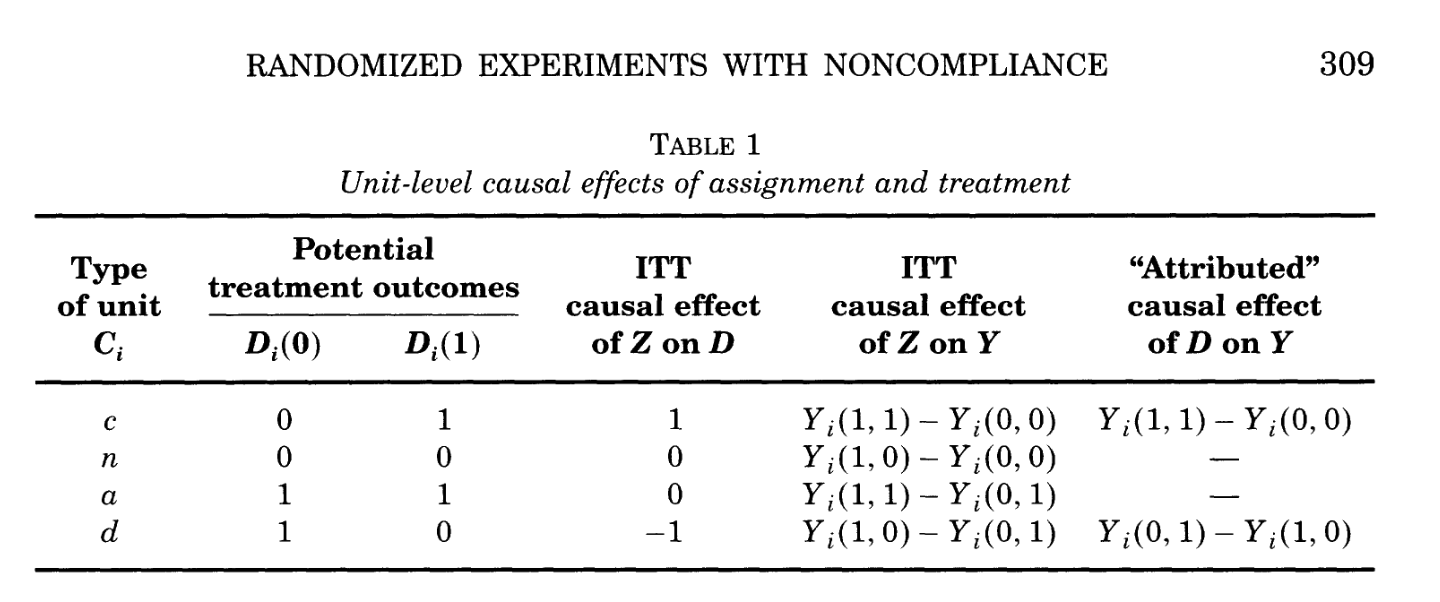 RANDOMIZED EXPERIMENTS WITH NONCOMPLIANCE 309
TABLE 1
Unit-level causal effects of assignment and treatment
Type of unit C_i | Potential treatment outcomes D_i(0) | D_i(1) | ITT causal effect of Z on D | ITT causal effect of Z on Y | “Attributed” causal effect of D on Y
c 0 1 1 Y_i(1, 1) – Y_i(0, 0) Y_i(1, 1) – Y_i(0, 0)
n 0 0 0 Y_i(1, 0) – Y_i(0, 0) —
a 1 1 0 Y_i(1, 1) – Y_i(0, 1) —
d 1 0 –1 Y_i(1, 0) – Y_i(0, 1) Y_i(0, 1) – Y_i(1, 0)